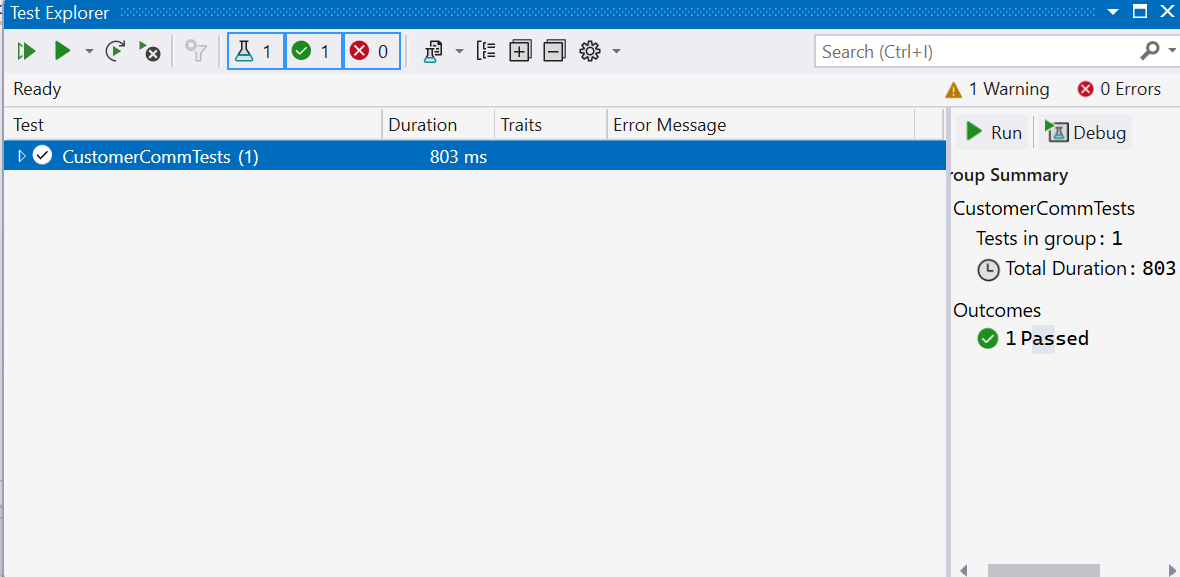 Test Explorer
1 1 0 Search (Ctrl+I)
Ready 1 Warning 0 Errors
Test Duration Traits Error Message
CustomerCommTests (1) 803 ms
Run Debug
roup Summary
CustomerCommTests
Tests in group: 1
Total Duration: 803
Outcomes
1 Passed